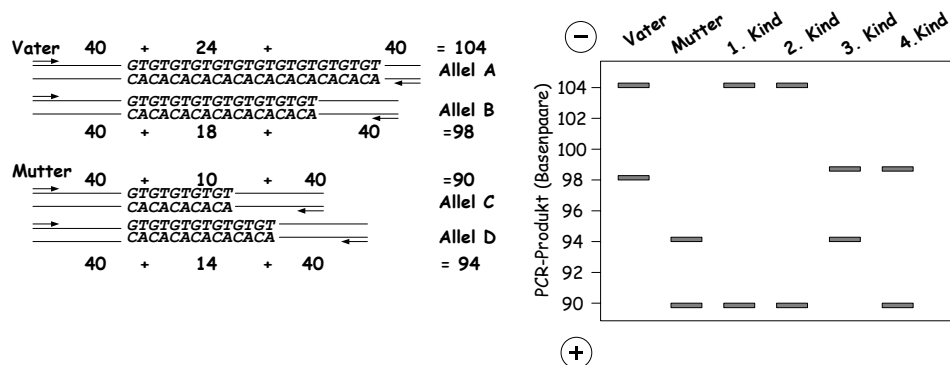 Vater 40 + 24 + 40 = 104
GTGTGTGTGTGTGTGTGTGTGTGT
CACACACACACACACACACACACA
Allel A
GTGTGTGTGTGTGTGTGT
CACACACACACACACACA
Allel B
40 + 18 + 40 =98
Mutter 40 + 10 + 40 =90
GTGTGTGTGT
CACACACACA
Allel C
GTGTGTGTGTGTGT
CACACACACACACA
Allel D
40 + 14 + 40 = 94
− Vater Mutter 1. Kind 2. Kind 3. Kind 4.Kind
PCR-Produkt (Basenpaare)
104
102
100
98
96
94
92
90
+